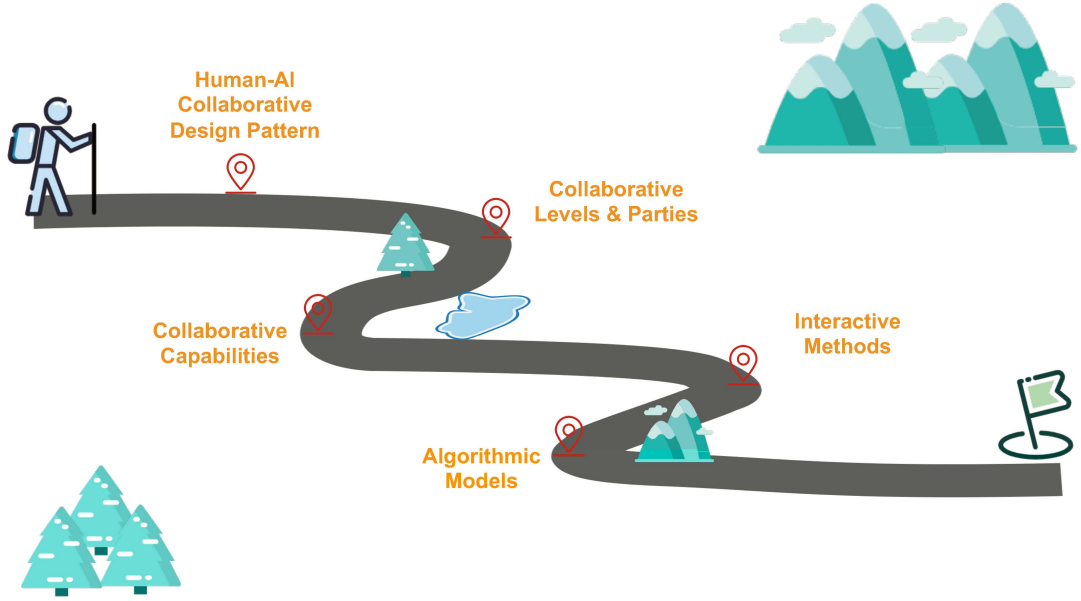 Human-AI
Collaborative
Design Pattern
Collaborative
Levels & Parties
Collaborative
Capabilities
Interactive
Methods
Algorithmic
Models